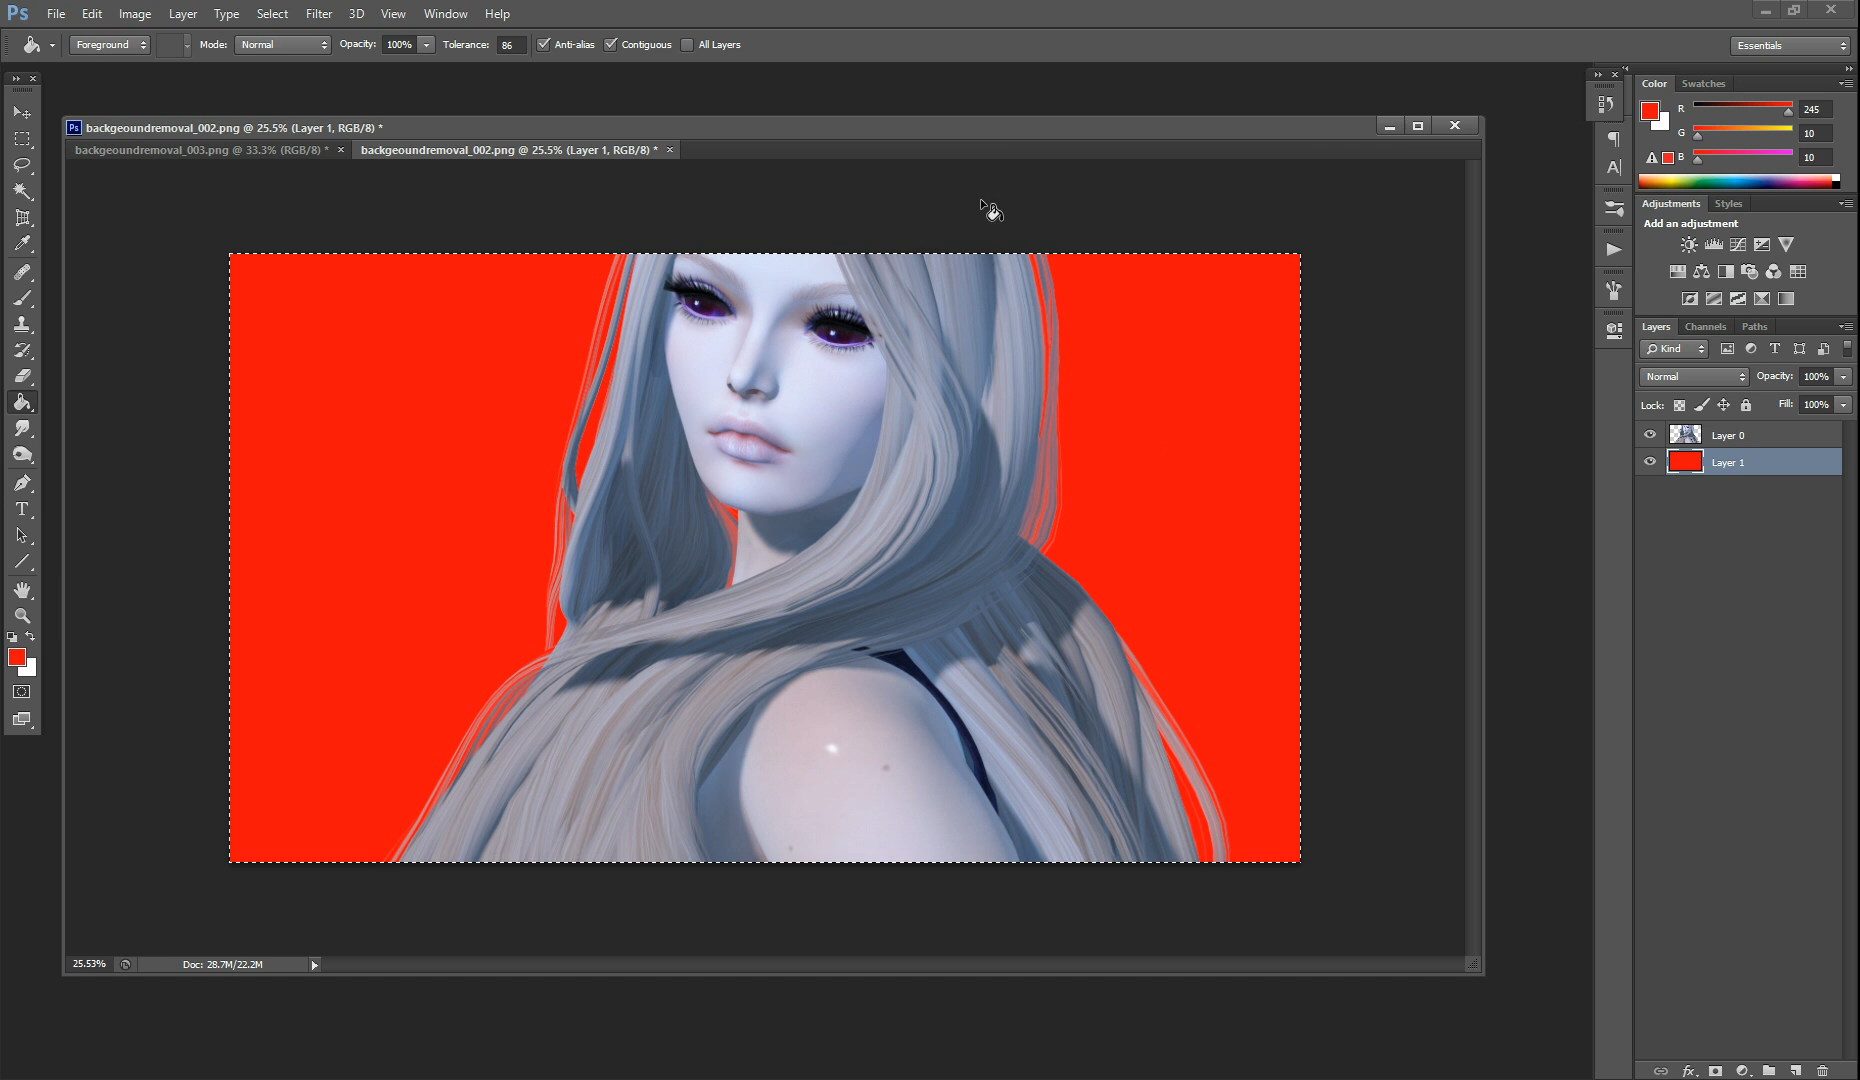 Ps File Edit Image Layer Type Select Filter 3D View Window Help
Foreground Mode: Normal Opacity: 100% Tolerance: 86 Anti-alias Contiguous All Layers Essentials
Ps backgeoundremoval_002.png @ 25.5% (Layer 1, RGB/8) *
backgeoundremoval_003.png @ 33.3% (RGB/8) * × backgeoundremoval_002.png @ 25.5% (Layer 1, RGB/8) * ×
Color Swatches
R 245
G 10
B 10
Adjustments Styles
Add an adjustment
Layers Channels Paths
Kind
Normal Opacity: 100%
Lock: Fill: 100%
Layer 0
Layer 1
25.53% Doc: 28.7M/22.2M
fx